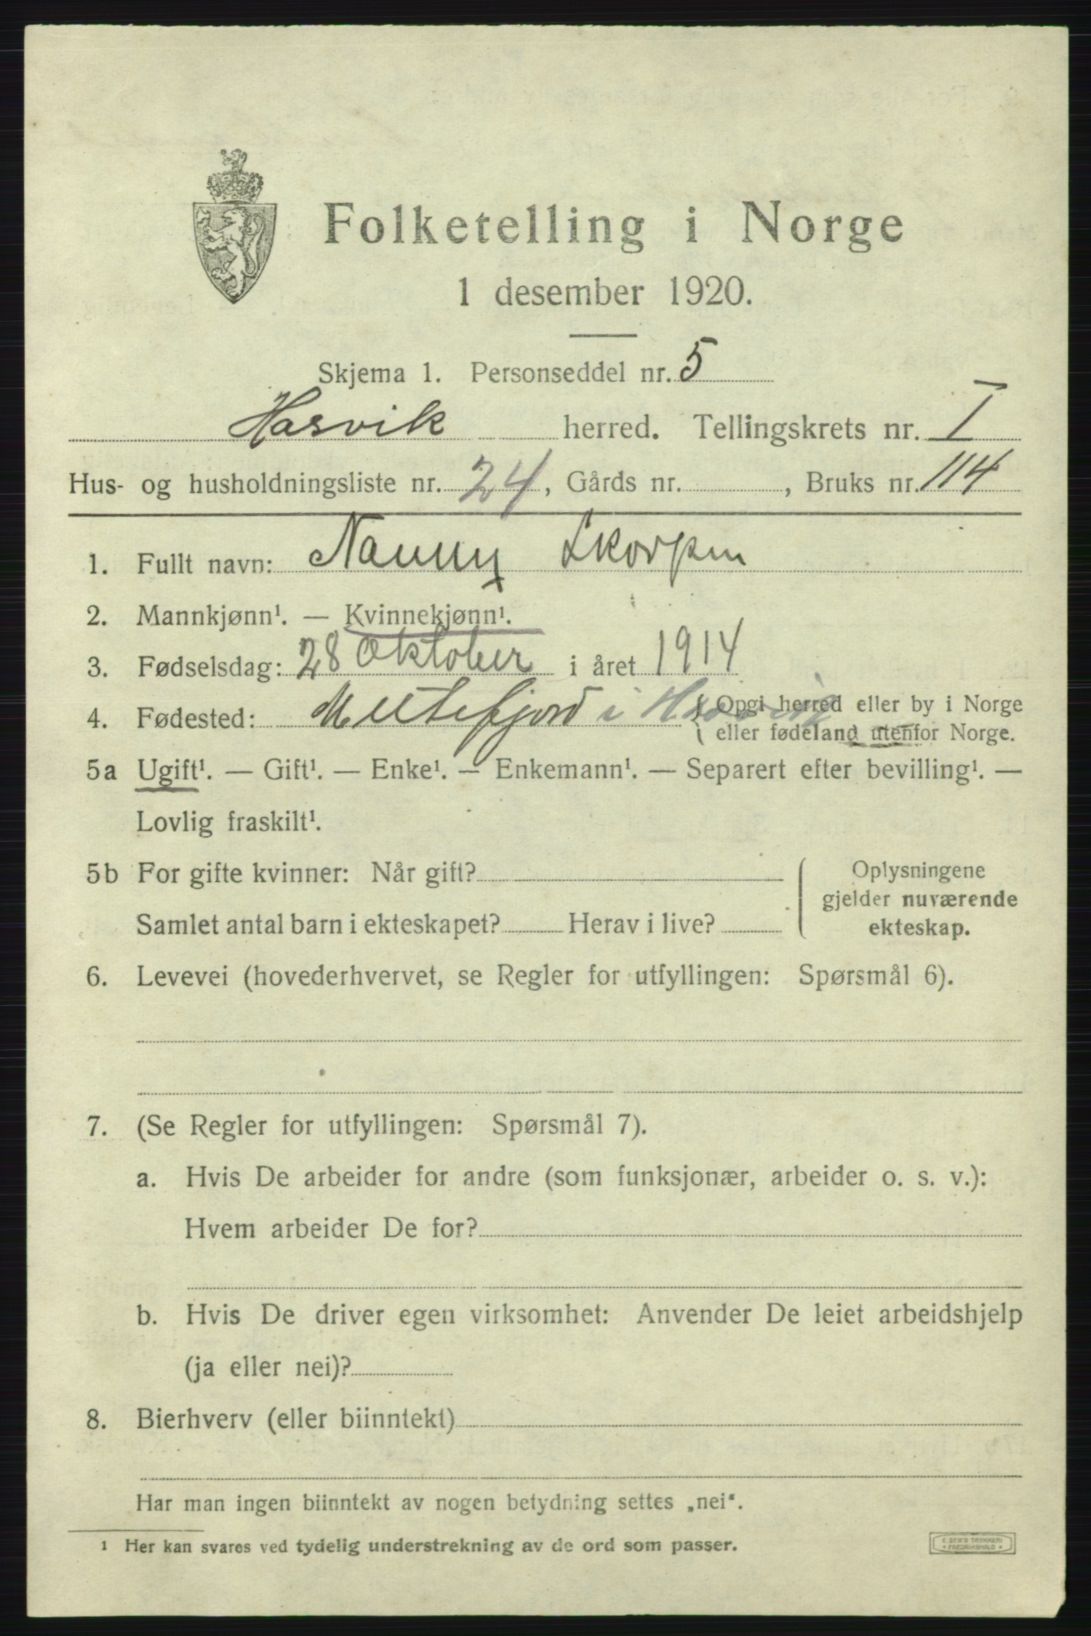 Folketelling i Norge
1 desember 1920.
Skjema 1. Personseddel nr. 5
Hasvik herred. Tellingskrets nr. I
Hus- og husholdningsliste nr. 24, Gårds nr. , Bruks nr. 114
1. Fullt navn: Nanny Skorpen
2. Mannkjønn¹. — Kvinnekjønn¹.
3. Fødselsdag: 28 Oktober i året 1914
4. Fødested: Meltefjord i Hasvig { Opgi herred eller by i Norge
eller fødeland utenfor Norge.
5a Ugift¹. — Gift¹. — Enke¹. — Enkemann¹. — Separert efter bevilling¹. —
Lovlig fraskilt¹.
5b For gifte kvinner: Når gift?
Samlet antal barn i ekteskapet? Herav i live?
Oplysningene
gjelder nuværende
ekteskap.
6. Levevei (hovederhvervet, se Regler for utfyllingen: Spørsmål 6).
7. (Se Regler for utfyllingen: Spørsmål 7).
a. Hvis De arbeider for andre (som funksjonær, arbeider o. s. v.):
Hvem arbeider De for?
b. Hvis De driver egen virksomhet: Anvender De leiet arbeidshjelp
(ja eller nei)?
8. Bierhverv (eller biinntekt)
Har man ingen biinntekt av nogen betydning settes „nei“.
¹ Her kan svares ved tydelig understrekning av de ord som passer.